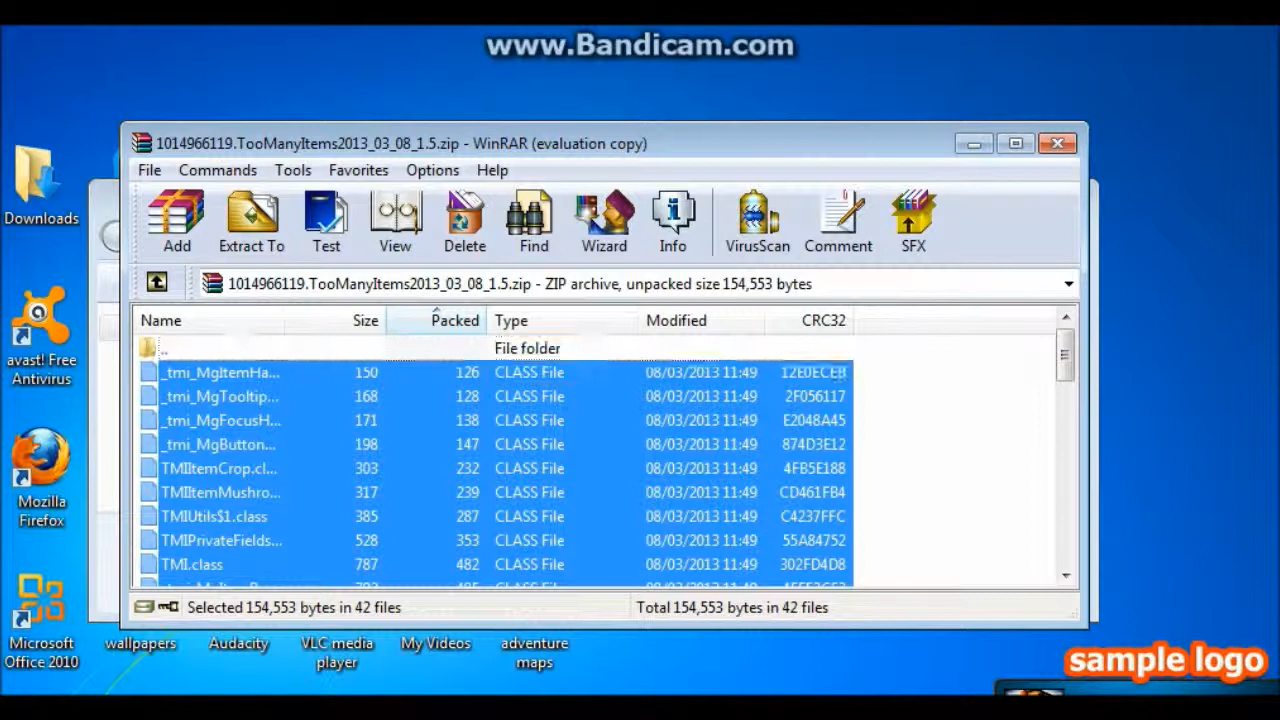 www.Bandicam.com
1014966119.TooManyItems2013_03_08_1.5.zip - WinRAR (evaluation copy)
File Commands Tools Favorites Options Help
Add Extract To Test View Delete Find Wizard Info VirusScan Comment SFX
1014966119.TooManyItems2013_03_08_1.5.zip - ZIP archive, unpacked size 154,553 bytes
Name Size Packed Type Modified CRC32
.. File folder
_tmi_MgItemHa... 150 126 CLASS File 08/03/2013 11:49 12E0ECEB
_tmi_MgTooltip... 168 128 CLASS File 08/03/2013 11:49 2F056117
_tmi_MgFocusH... 171 138 CLASS File 08/03/2013 11:49 E2048A45
_tmi_MgButton... 198 147 CLASS File 08/03/2013 11:49 874D3E12
TMIItemCrop.cl... 303 232 CLASS File 08/03/2013 11:49 4FB5E188
TMIItemMushro... 317 239 CLASS File 08/03/2013 11:49 CD461FB4
TMIUtils$1.class 385 287 CLASS File 08/03/2013 11:49 C4237FFC
TMIPrivateFields... 528 353 CLASS File 08/03/2013 11:49 55A84752
TMI.class 787 482 CLASS File 08/03/2013 11:49 302FD4D8
Selected 154,553 bytes in 42 files Total 154,553 bytes in 42 files
Downloads
avast! Free
Antivirus
Mozilla
Firefox
Microsoft
Office 2010
wallpapers
Audacity
VLC media
player
My Videos
adventure
maps
sample logo